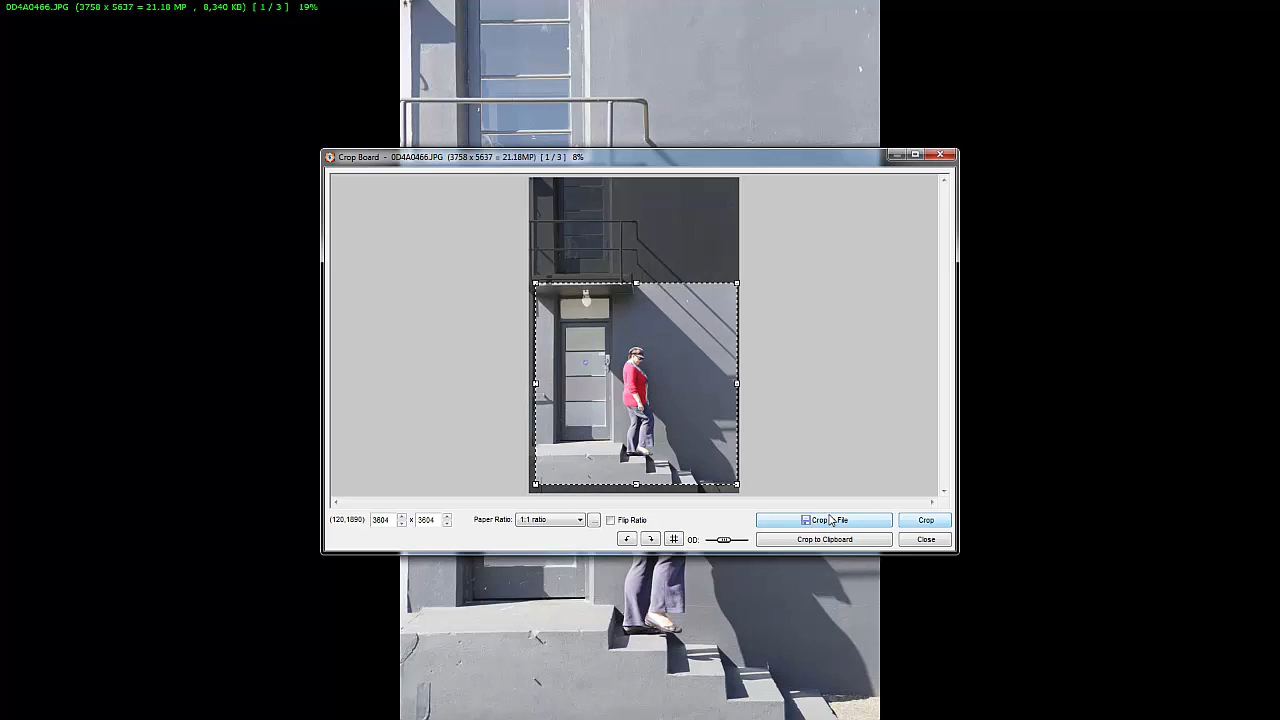 0D4A0466.JPG (3758 x 5637 = 21.18 MP , 8,340 KB) [ 1 / 3 ] 19%
Crop Board - 0D4A0466.JPG (3758 x 5637 = 21.18MP) [ 1 / 3 ] 8%
(120,1890) 3604 x 3604 Paper Ratio: 1:1 ratio ... Flip Ratio Crop File Crop
OD: Crop to Clipboard Close